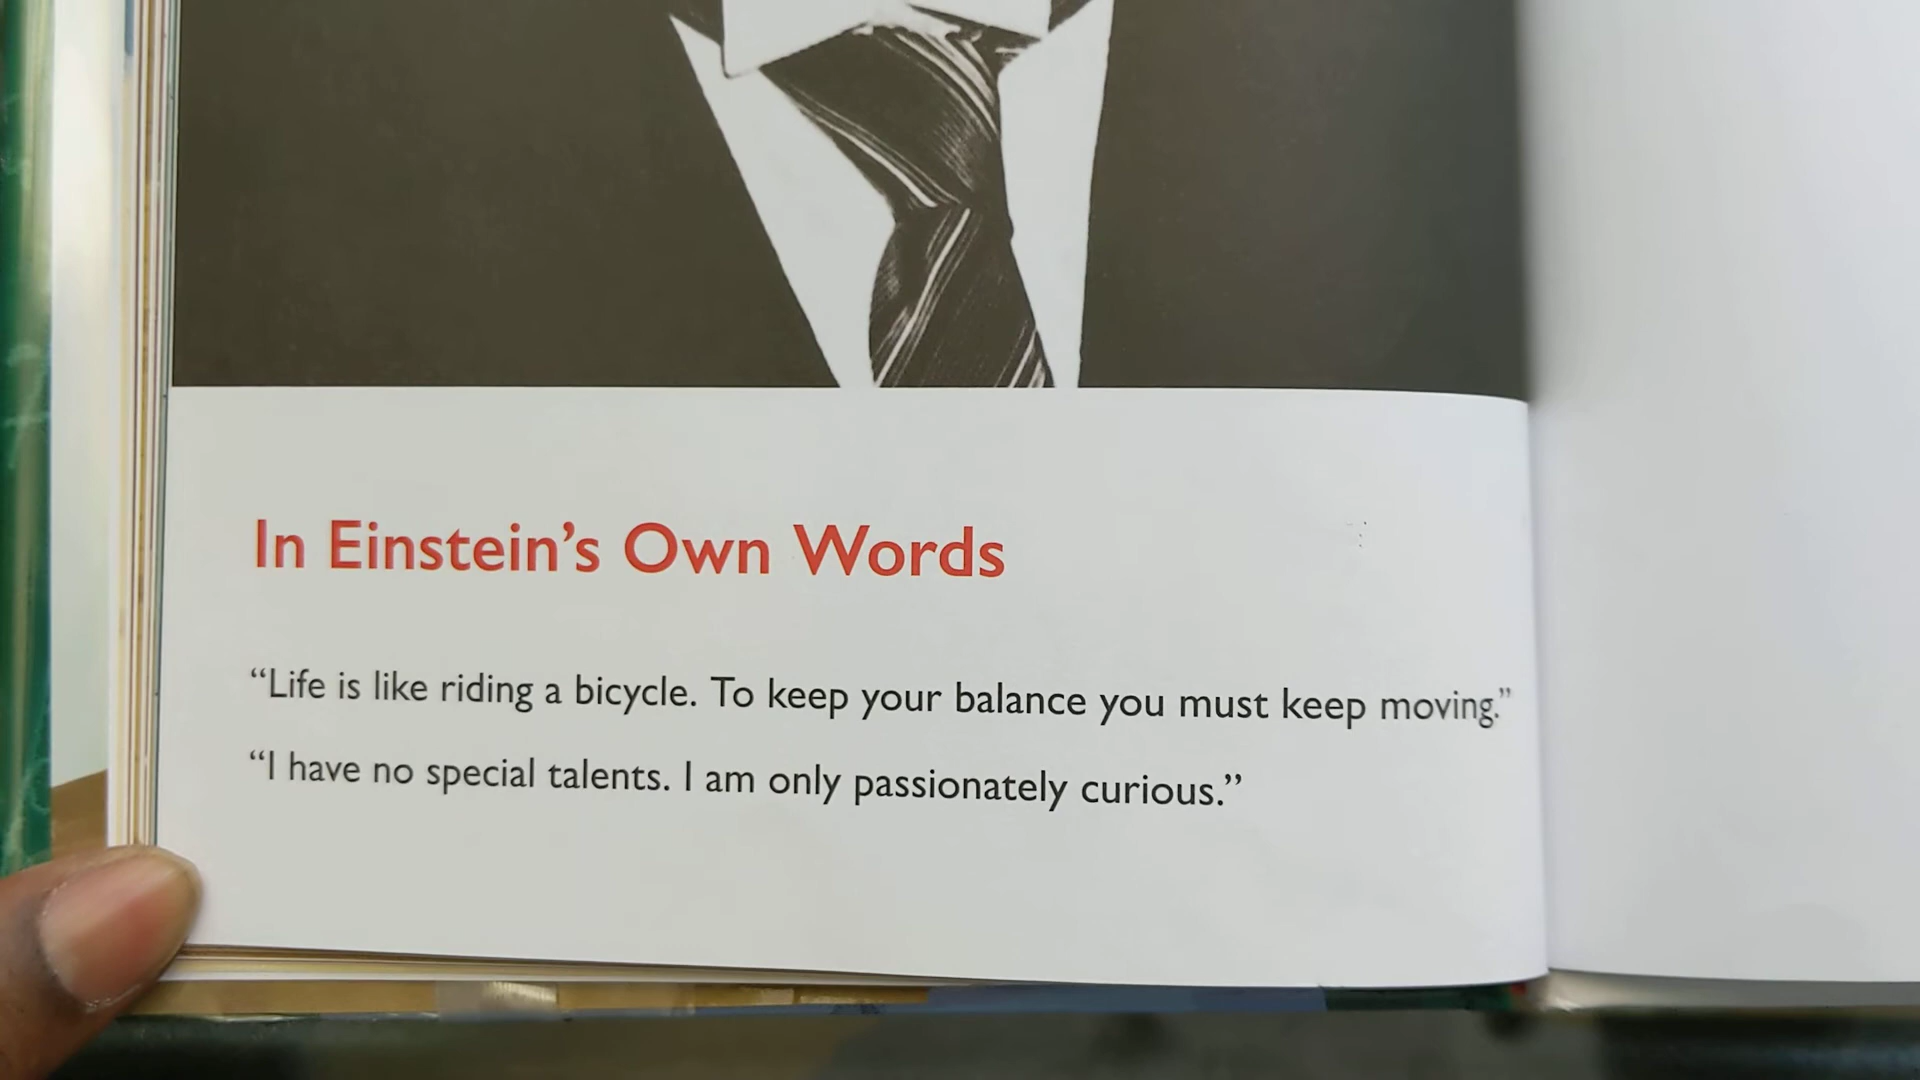 In Einstein’s Own Words
“Life is like riding a bicycle. To keep your balance you must keep moving.”
“I have no special talents. I am only passionately curious.”